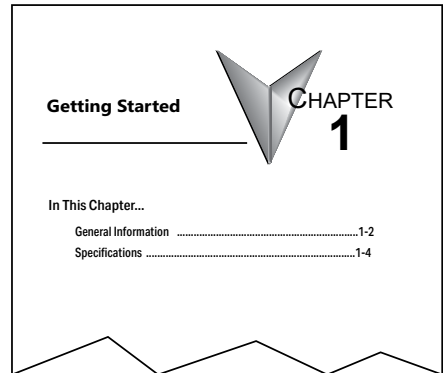 Getting Started
CHAPTER
1
In This Chapter...
General Information ..................................................................1-2
Specifications ...........................................................................1-4